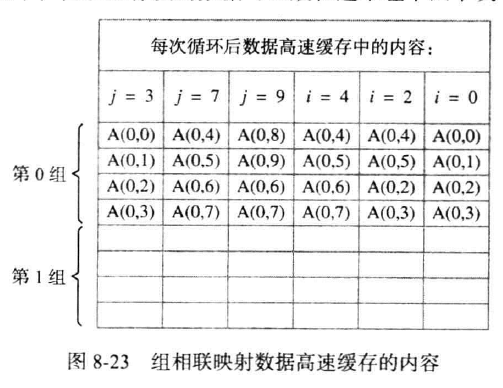 每次循环后数据高速缓存中的内容:
j = 3 j = 7 j = 9 i = 4 i = 2 i = 0
A(0,0) A(0,4) A(0,8) A(0,4) A(0,4) A(0,0)
A(0,1) A(0,5) A(0,9) A(0,5) A(0,5) A(0,1)
第0组
A(0,2) A(0,6) A(0,6) A(0,6) A(0,2) A(0,2)
A(0,3) A(0,7) A(0,7) A(0,7) A(0,3) A(0,3)
第1组
图 8-23 组相联映射数据高速缓存的内容